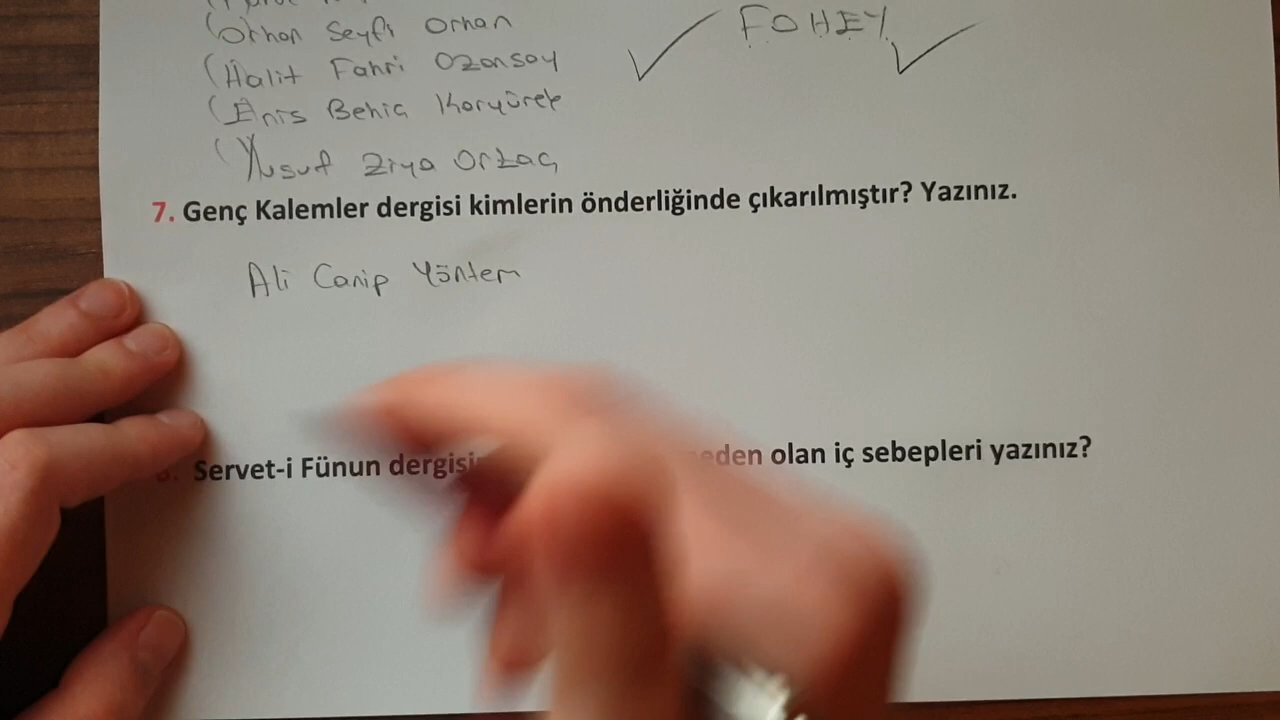 Orhan Seyfi Orhan
FOHEY
Halit Fahri Ozansoy
Enis Behiç Koryürek
Yusuf Ziya Ortaç
7. Genç Kalemler dergisi kimlerin önderliğinde çıkarılmıştır? Yazınız.
Ali Canip Yöntem
Servet-i Fünun neden olan iç sebepleri yazınız?